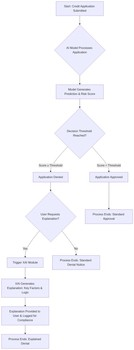 Start: Credit Application
Submitted
AI Model Processes
Application
Model Generates
Prediction & Risk Score
Decision Threshold
Reached?
Score < Threshold
Score > Threshold
Application Denied
Application Approved
User Requests
Explanation?
Process Ends: Standard
Approval
Trigger XAI Module
Process Ends: Standard
Denial Notice
XAI Generates
Explanation: Key Factors &
Logic
Explanation Provided to
User & Logged for
Compliance
Process Ends: Explained
Denial